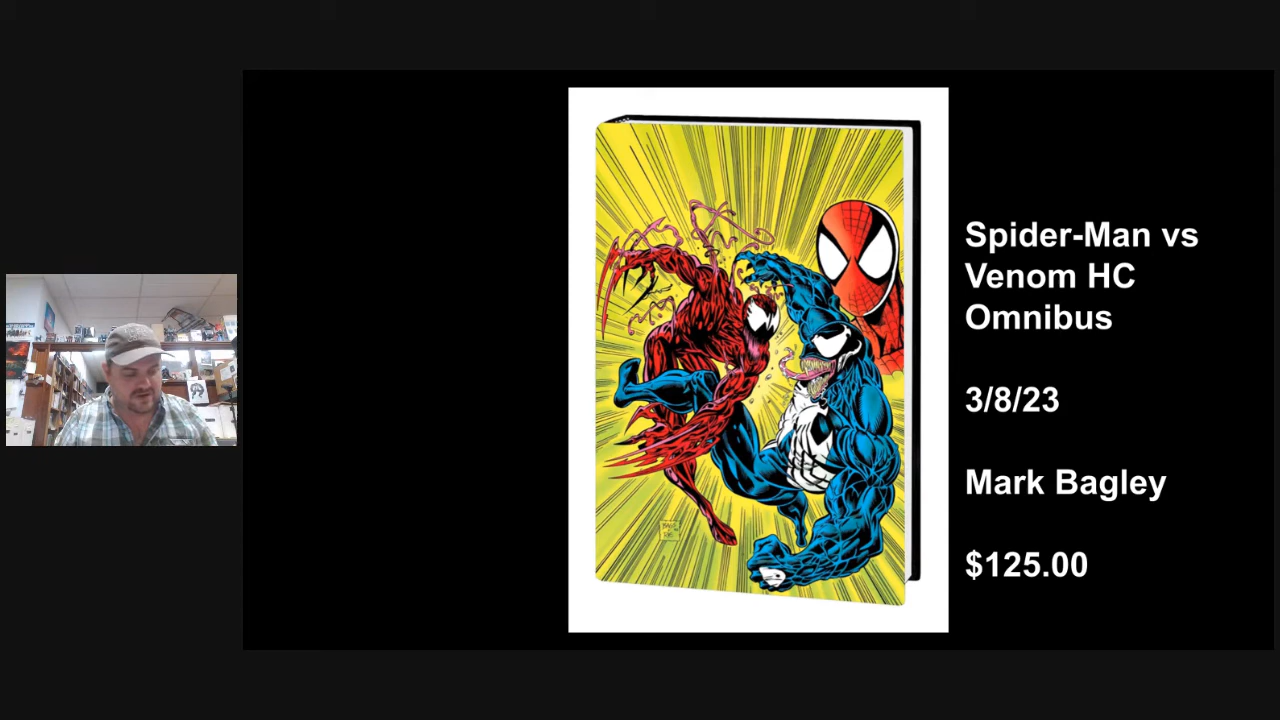 Spider-Man vs
Venom HC
Omnibus
3/8/23
Mark Bagley
$125.00